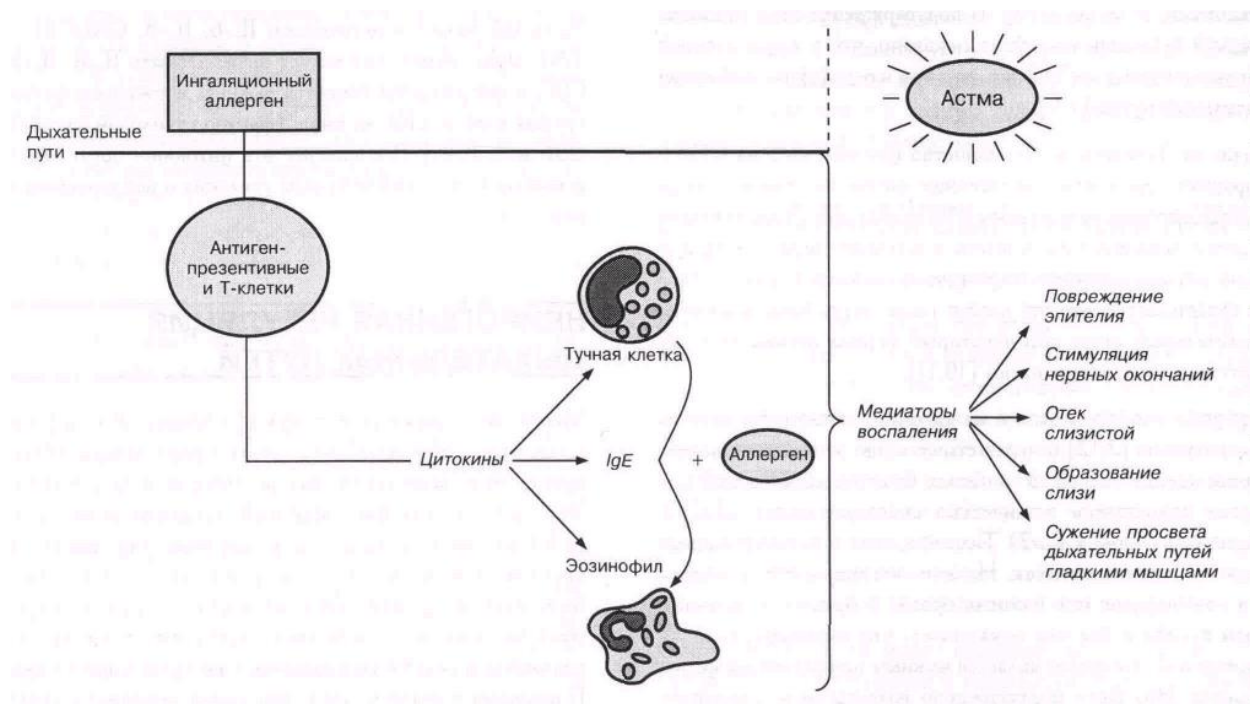 Ингаляционный
аллерген
Астма
Дыхательные
пути
Антиген-
презентивные
и Т-клетки
Тучная клетка
Цитокины
IgE
+
Аллерген
Эозинофил
Медиаторы
воспаления
Повреждение
эпителия
Стимуляция
нервных окончаний
Отек
слизистой
Образование
слизи
Сужение просвета
дыхательных путей
гладкими мышцами